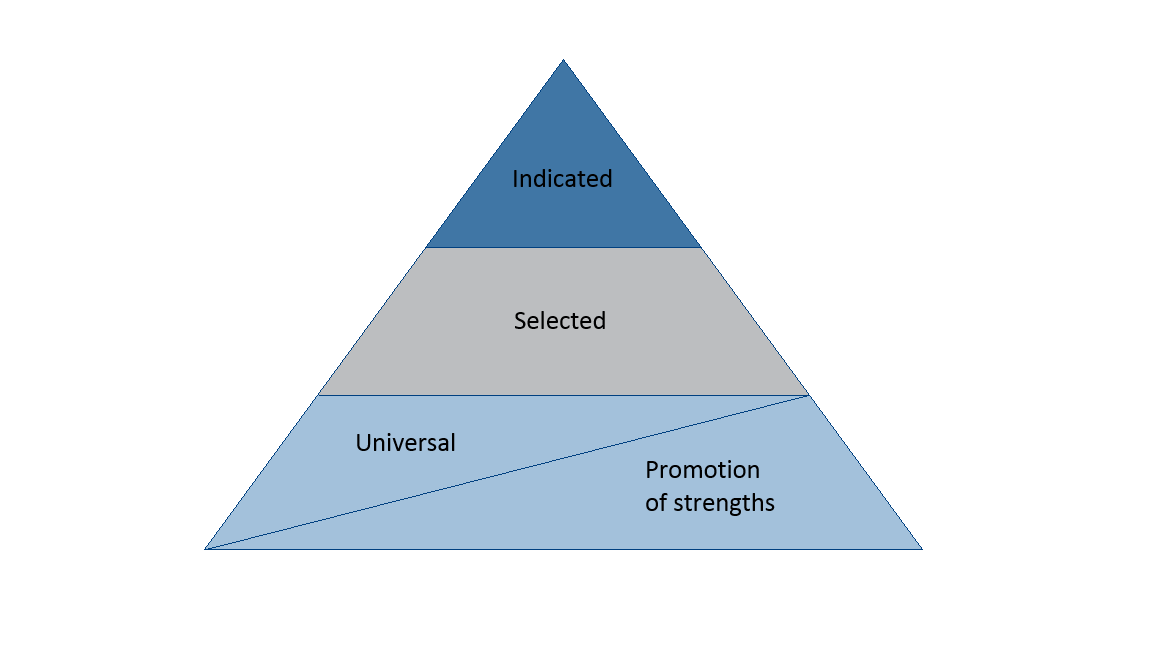 Indicated
Selected
Universal
Promotion
of strengths